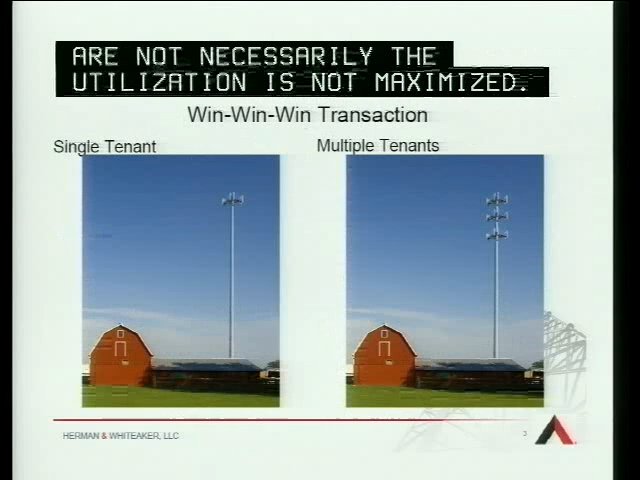 ARE NOT NECESSARILY THE
UTILIZATION IS NOT MAXIMIZED.
Win-Win-Win Transaction
Single Tenant
Multiple Tenants
HERMAN & WHITEAKER, LLC
3